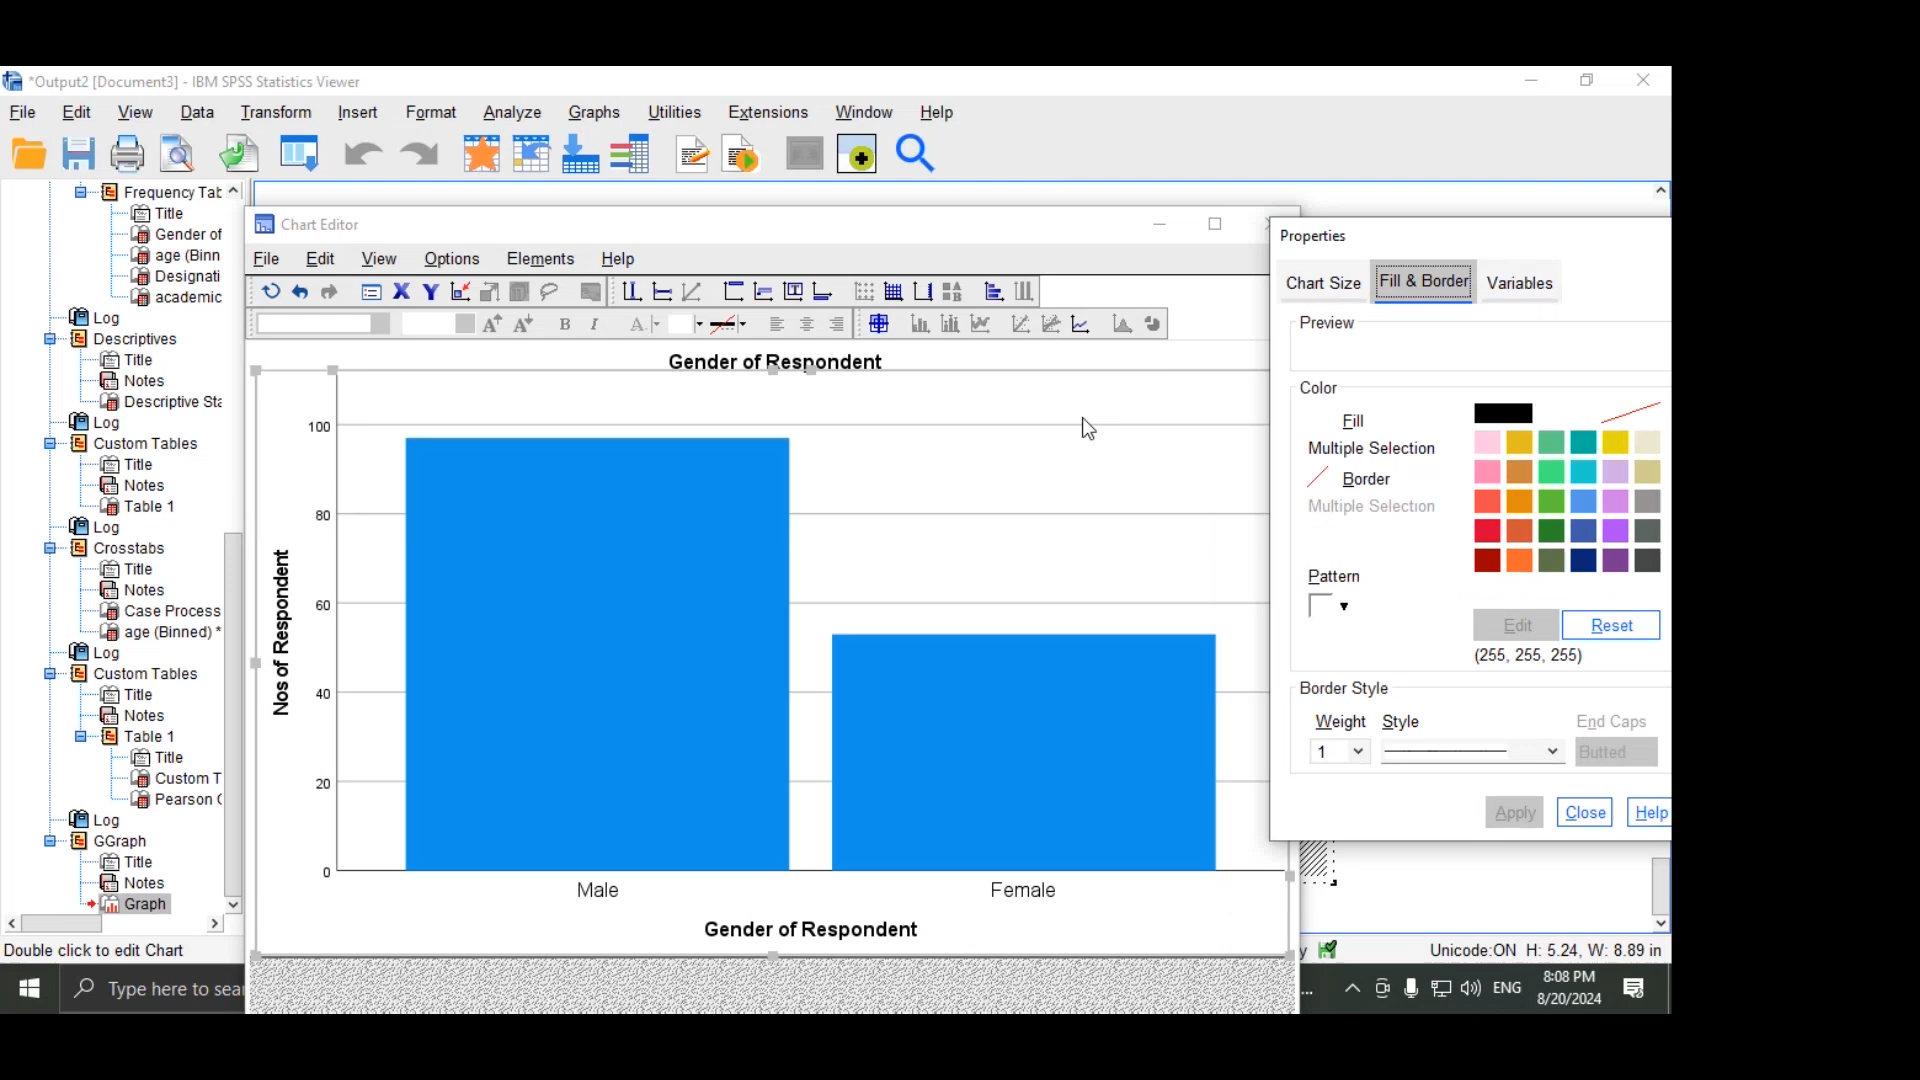 *Output2 [Document3] - IBM SPSS Statistics Viewer
File Edit View Data Transform Insert Format Analyze Graphs Utilities Extensions Window Help
Frequency Tab
Title
Gender of
age (Binn
Designati
academic
Log
Descriptives
Title
Notes
Descriptive Sta
Log
Custom Tables
Title
Notes
Table 1
Log
Crosstabs
Title
Notes
Case Process
age (Binned) *
Log
Custom Tables
Title
Notes
Table 1
Title
Custom T
Pearson C
Log
GGraph
Title
Notes
Graph
Double click to edit Chart
Chart Editor
File Edit View Options Elements Help
X Y
B I A
Gender of Respondent
Nos of Respondent
100
80
60
40
20
0
Male Female
Gender of Respondent
Properties
Chart Size Fill & Border Variables
Preview
Color
Fill
Multiple Selection
Border
Multiple Selection
Pattern
Edit Reset
(255, 255, 255)
Border Style
Weight Style End Caps
1 Butted
Apply Close Help
y Unicode:ON H: 5.24, W: 8.89 in
Type here to sear
... ENG 8:08 PM
8/20/2024